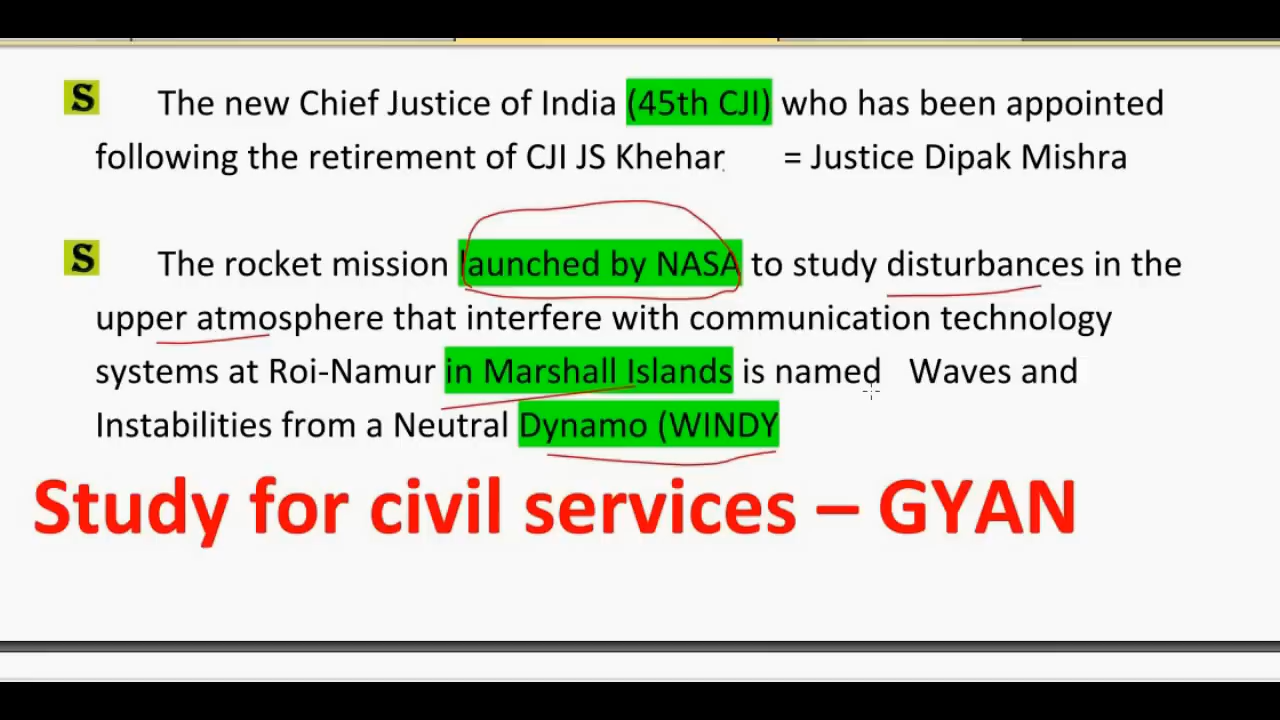 S The new Chief Justice of India (45th CJI) who has been appointed
following the retirement of CJI JS Khehar = Justice Dipak Mishra
S The rocket mission launched by NASA to study disturbances in the
upper atmosphere that interfere with communication technology
systems at Roi-Namur in Marshall Islands is named Waves and
Instabilities from a Neutral Dynamo (WINDY
Study for civil services – GYAN